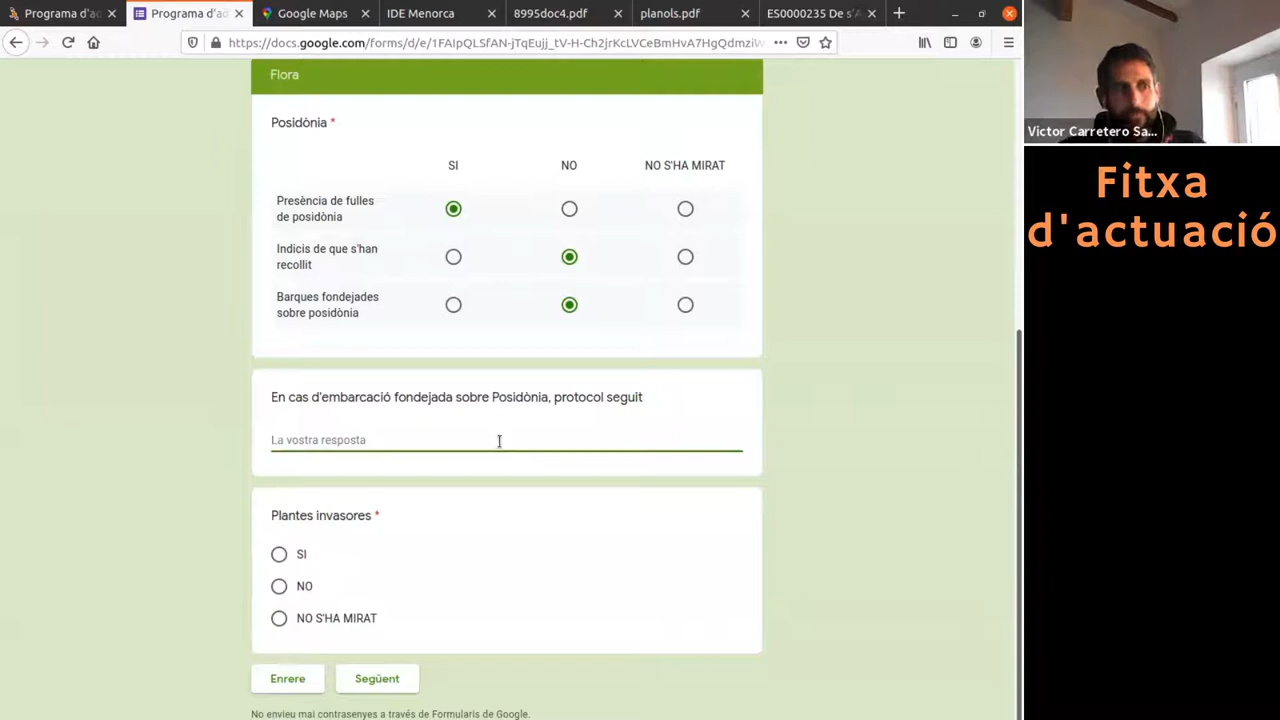 Programa d'ac
Programa d'ad
Google Maps
IDE Menorca
8995doc4.pdf
planols.pdf
ES0000235 De s'A
https://docs.google.com/forms/d/e/1FAIpQLSfAN-jTqEujj_tV-H-Ch2jrKcLVCeBmHvA7HgQdmziW
Victor Carretero Sa...
Fitxa
d'actuació
Flora
Posidònia *
SI NO NO S'HA MIRAT
Presència de fulles
de posidònia
Indicis de que s'han
recollit
Barques fondejades
sobre posidònia
En cas d'embarcació fondejada sobre Posidònia, protocol seguit
La vostra resposta
Plantes invasores *
SI
NO
NO S'HA MIRAT
Enrere
Següent
No envieu mai contrasenyes a través de Formularis de Google.